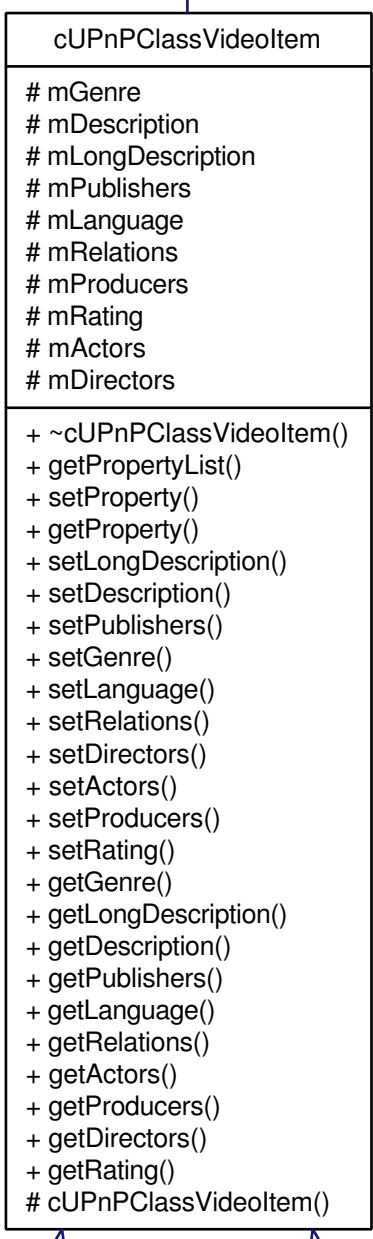 cUPnPClassVideoItem
# mGenre
# mDescription
# mLongDescription
# mPublishers
# mLanguage
# mRelations
# mProducers
# mRating
# mActors
# mDirectors
+ ~cUPnPClassVideoItem()
+ getPropertyList()
+ setProperty()
+ getProperty()
+ setLongDescription()
+ setDescription()
+ setPublishers()
+ setGenre()
+ setLanguage()
+ setRelations()
+ setDirectors()
+ setActors()
+ setProducers()
+ setRating()
+ getGenre()
+ getLongDescription()
+ getDescription()
+ getPublishers()
+ getLanguage()
+ getRelations()
+ getActors()
+ getProducers()
+ getDirectors()
+ getRating()
# cUPnPClassVideoItem()